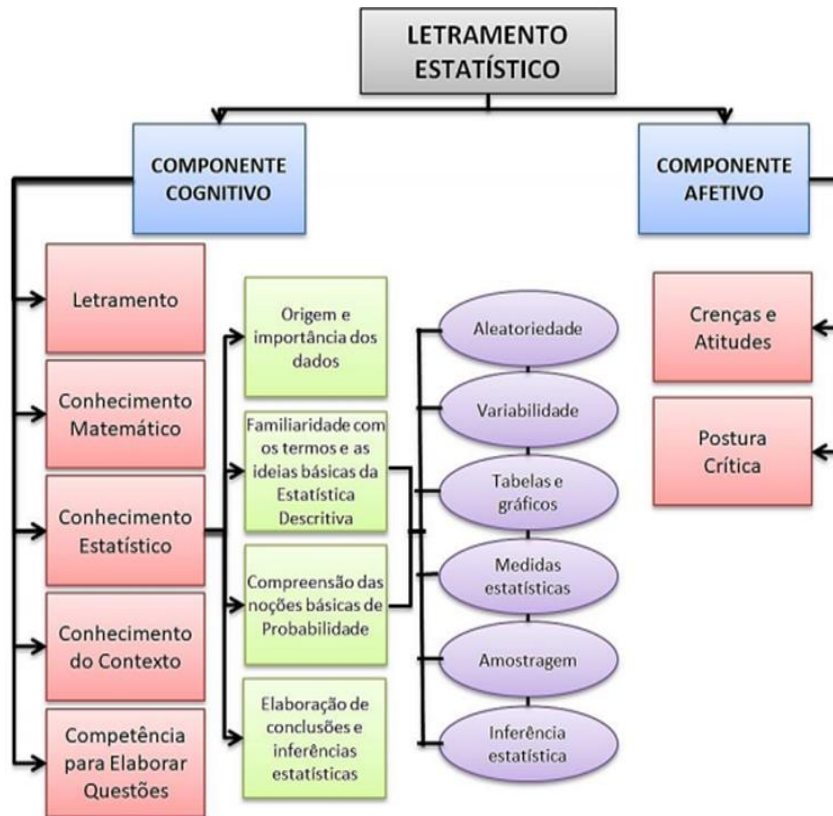 LETRAMENTO
ESTATÍSTICO
COMPONENTE
COGNITIVO
COMPONENTE
AFETIVO
Letramento
Conhecimento
Matemático
Conhecimento
Estatístico
Conhecimento
do Contexto
Competência
para Elaborar
Questões
Origem e
importância dos
dados
Familiaridade com
os termos e as
ideias básicas da
Estatística
Descritiva
Compreensão das
noções básicas de
Probabilidade
Elaboração de
conclusões e
inferências
estatísticas
Aleatoriedade
Variabilidade
Tabelas e
gráficos
Medidas
estatísticas
Amostragem
Inferência
estatística
Crenças e
Atitudes
Postura
Crítica